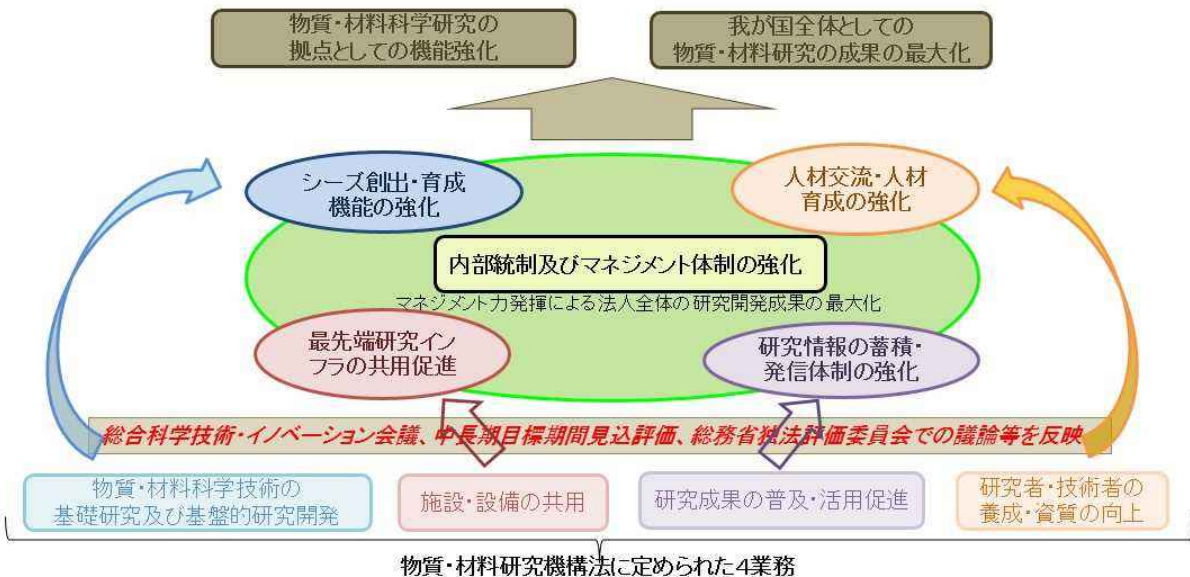 物質・材料科学研究の
拠点としての機能強化
我が国全体としての
物質・材料研究の成果の最大化
シーズ創出・育成
機能の強化
人材交流・人材
育成の強化
内部統制及びマネジメント体制の強化
マネジメント力発揮による法人全体の研究開発成果の最大化
最先端研究イン
フラの共用促進
研究情報の蓄積・
発信体制の強化
総合科学技術・イノベーション会議、中長期目標期間見込評価、総務省独法評価委員会での議論等を反映
物質・材料科学技術の
基礎研究及び基盤的研究開発
施設・設備の共用
研究成果の普及・活用促進
研究者・技術者の
養成・資質の向上
物質・材料研究機構法に定められた4業務